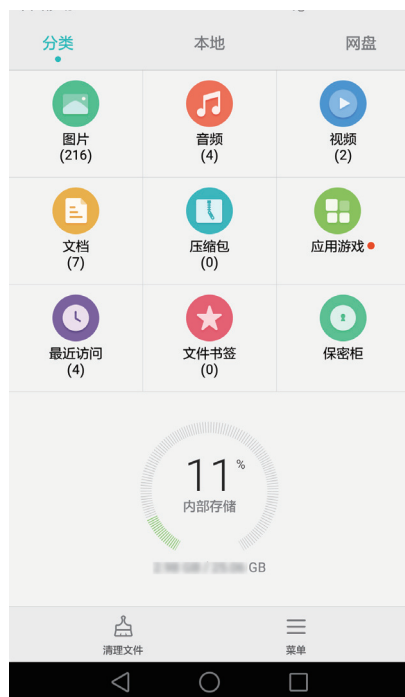 分类 本地 网盘
图片 音频 视频
(216) (4) (2)
文档 压缩包 应用游戏
(7) (0)
最近访问 文件书签 保密柜
(4) (0)
11%
内部存储
GB
清理文件 菜单